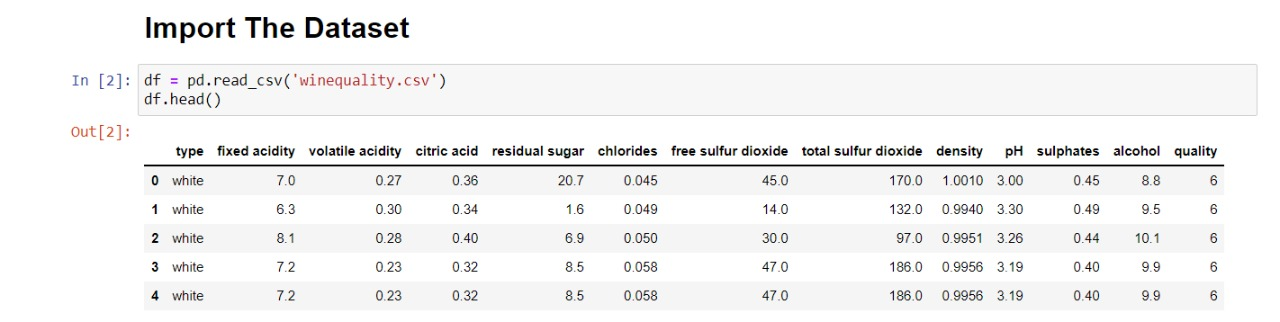 Import The Dataset
In [2]: df = pd.read_csv('winequality.csv')
df.head()
Out[2]:
type fixed acidity volatile acidity citric acid residual sugar chlorides free sulfur dioxide total sulfur dioxide density pH sulphates alcohol quality
0 white 7.0 0.27 0.36 20.7 0.045 45.0 170.0 1.0010 3.00 0.45 8.8 6
1 white 6.3 0.30 0.34 1.6 0.049 14.0 132.0 0.9940 3.30 0.49 9.5 6
2 white 8.1 0.28 0.40 6.9 0.050 30.0 97.0 0.9951 3.26 0.44 10.1 6
3 white 7.2 0.23 0.32 8.5 0.058 47.0 186.0 0.9956 3.19 0.40 9.9 6
4 white 7.2 0.23 0.32 8.5 0.058 47.0 186.0 0.9956 3.19 0.40 9.9 6